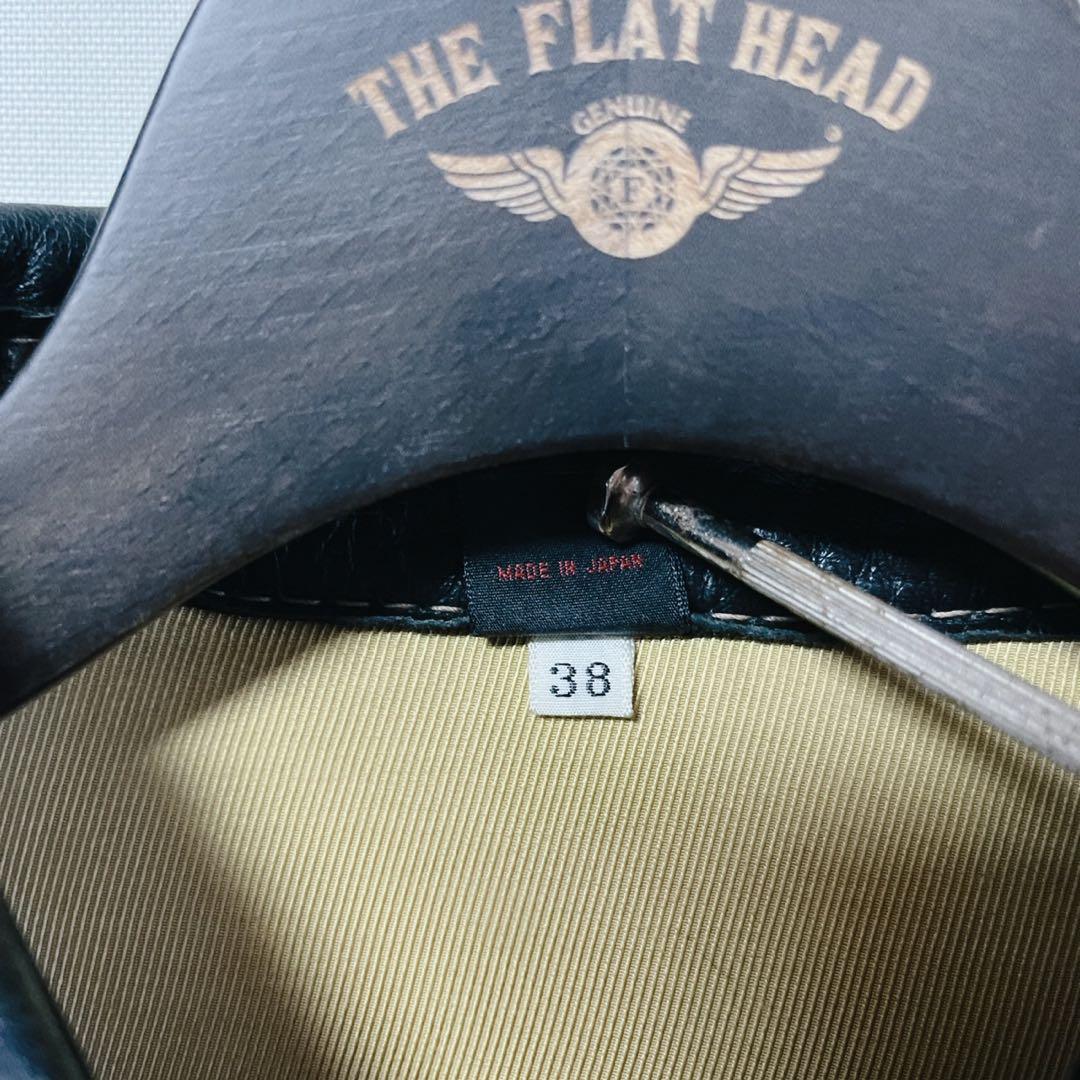 THE FLAT HEAD
GENUINE
F
MADE IN JAPAN
38